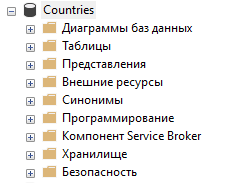 Countries
Диаграммы баз данных
Таблицы
Представления
Внешние ресурсы
Синонимы
Программирование
Компонент Service Broker
Хранилище
Безопасность